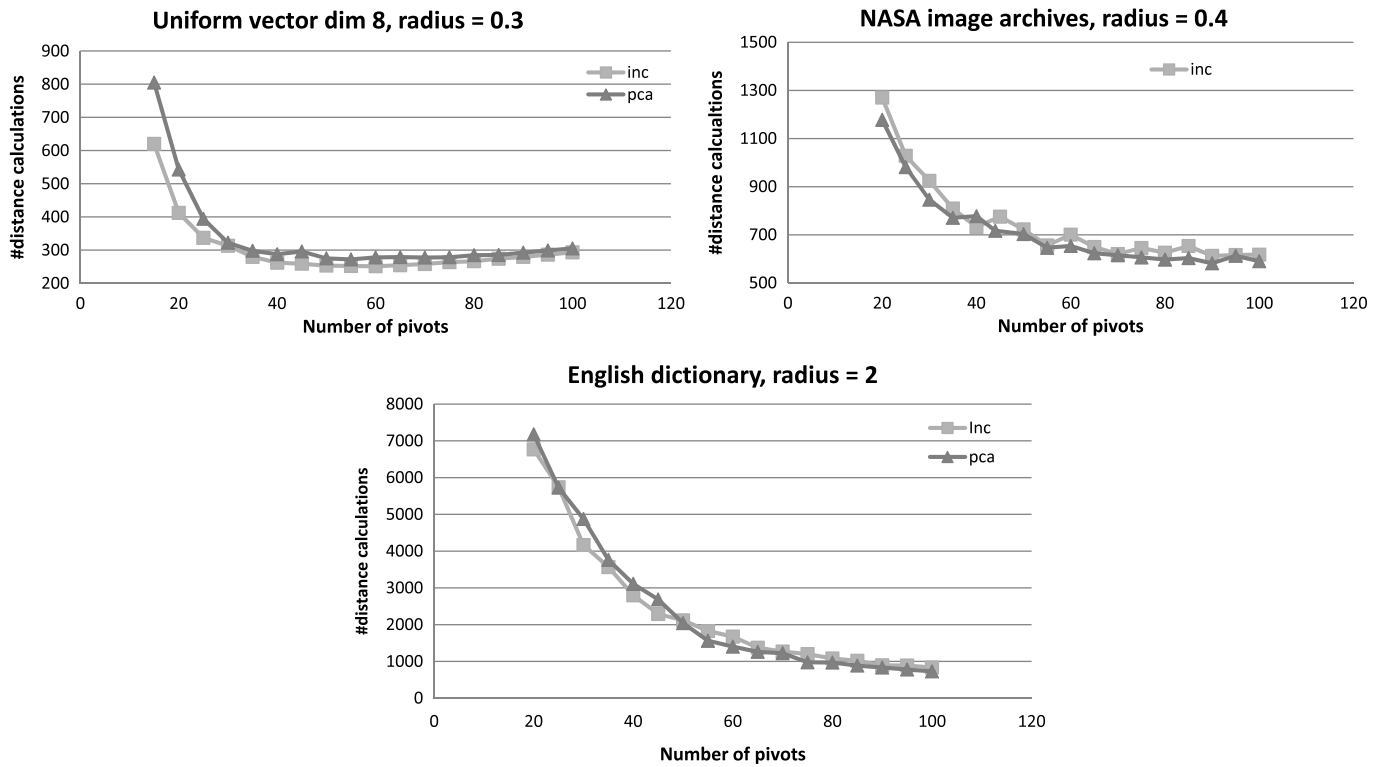 Uniform vector dim 8, radius = 0.3
#distance calculations
900
800
700
600
500
400
300
200
0 20 40 60 80 100 120
Number of pivots
inc
pca
NASA image archives, radius = 0.4
#distance calcualtions
1500
1300
1100
900
700
500
0 20 40 60 80 100 120
Number of pivots
inc
English dictionary, radius = 2
#distance calculations
8000
7000
6000
5000
4000
3000
2000
1000
0
0 20 40 60 80 100 120
Number of pivots
Inc
pca